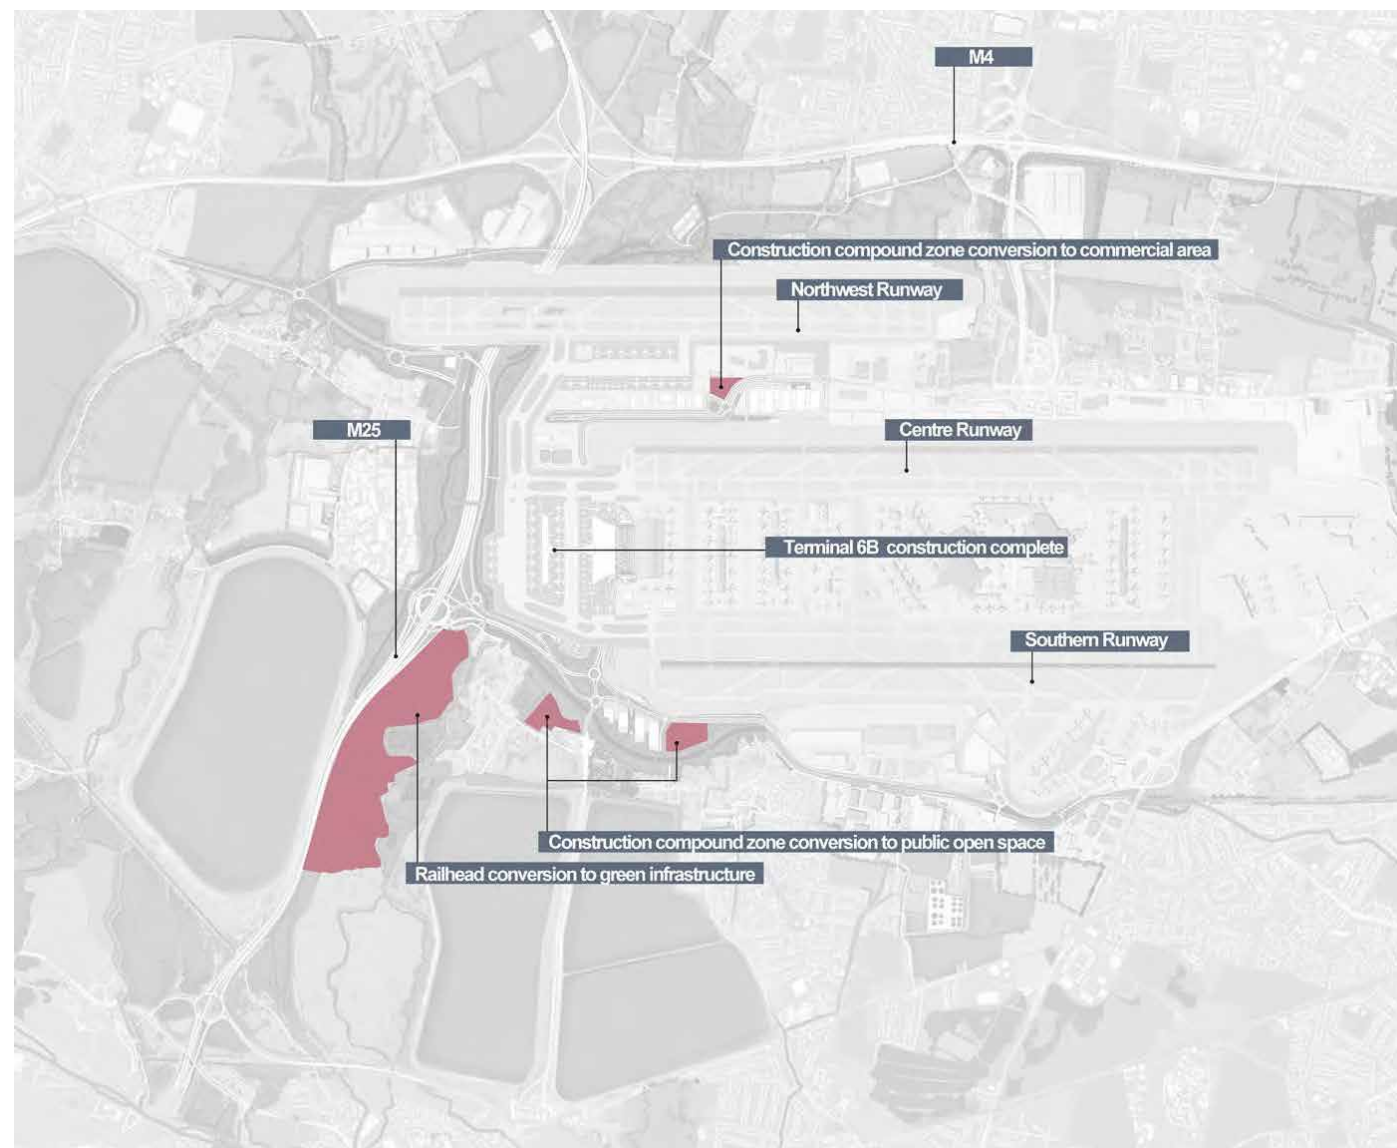 M4
Construction compound zone conversion to commercial area
Northwest Runway
M25
Centre Runway
Terminal 6B construction complete
Southern Runway
Construction compound zone conversion to public open space
Railhead conversion to green infrastructure